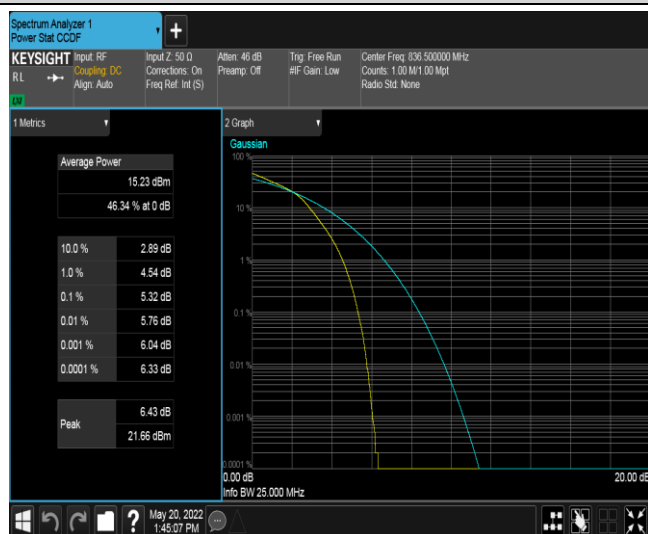 Spectrum Analyzer 1
Power Stat CCDF
KEYSIGHT
RL
LXI
Input: RF
Coupling: DC
Align: Auto
Input Z: 50 Ω
Corrections: On
Freq Ref: Int (S)
Atten: 46 dB
Preamp: Off
Trig: Free Run
#IF Gain: Low
Center Freq: 836.500000 MHz
Counts: 1.00 M/1.00 Mpt
Radio Std: None
1 Metrics
Average Power
15.23 dBm
46.34 % at 0 dB
10.0 % 2.89 dB
1.0 % 4.54 dB
0.1 % 5.32 dB
0.01 % 5.76 dB
0.001 % 6.04 dB
0.0001 % 6.33 dB
Peak
6.43 dB
21.66 dBm
2 Graph
Gaussian
100 %
10 %
1 %
0.1 %
0.01 %
0.001 %
0.0001 %
0.00 dB
20.00 dB
Info BW 25.000 MHz
?
May 20, 2022
1:45:07 PM